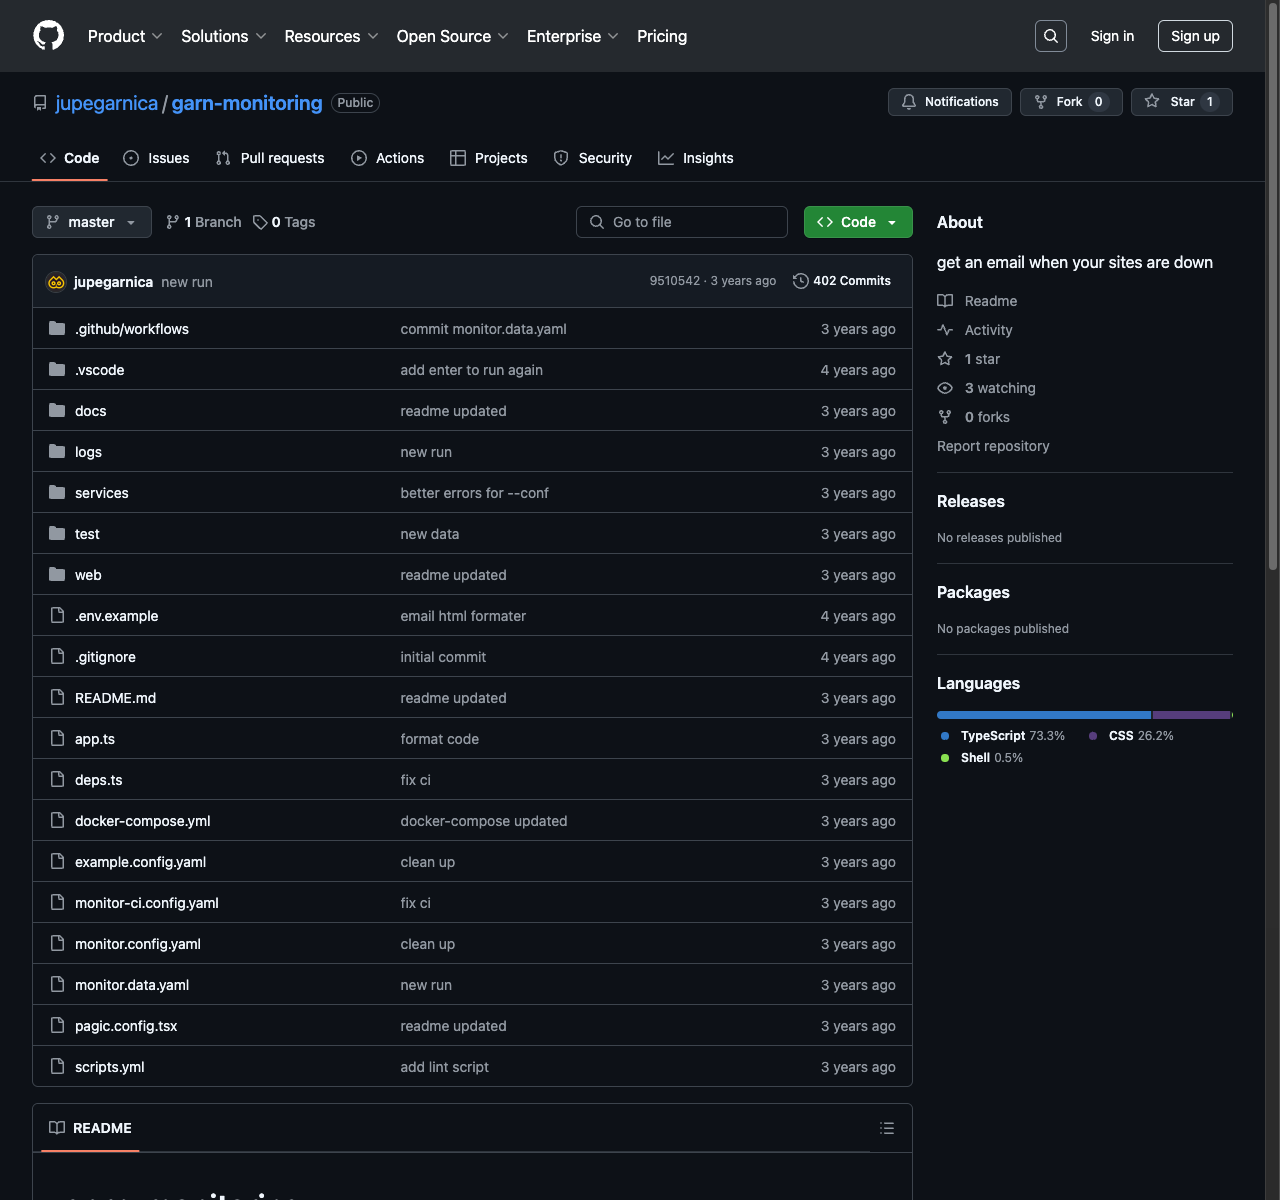 Product Solutions Resources Open Source Enterprise Pricing Sign in Sign up
jupegarnica / garn-monitoring Public Notifications Fork 0 Star 1
Code Issues Pull requests Actions Projects Security Insights
master 1 Branch 0 Tags Go to file Code
jupegarnica new run 9510542 · 3 years ago 402 Commits
.github/workflows commit monitor.data.yaml 3 years ago
.vscode add enter to run again 4 years ago
docs readme updated 3 years ago
logs new run 3 years ago
services better errors for --conf 3 years ago
test new data 3 years ago
web readme updated 3 years ago
.env.example email html formater 4 years ago
.gitignore initial commit 4 years ago
README.md readme updated 3 years ago
app.ts format code 3 years ago
deps.ts fix ci 3 years ago
docker-compose.yml docker-compose updated 3 years ago
example.config.yaml clean up 3 years ago
monitor-ci.config.yaml fix ci 3 years ago
monitor.config.yaml clean up 3 years ago
monitor.data.yaml new run 3 years ago
pagic.config.tsx readme updated 3 years ago
scripts.yml add lint script 3 years ago
README
About
get an email when your sites are down
Readme
Activity
1 star
3 watching
0 forks
Report repository
Releases
No releases published
Packages
No packages published
Languages
TypeScript 73.3% CSS 26.2%
Shell 0.5%